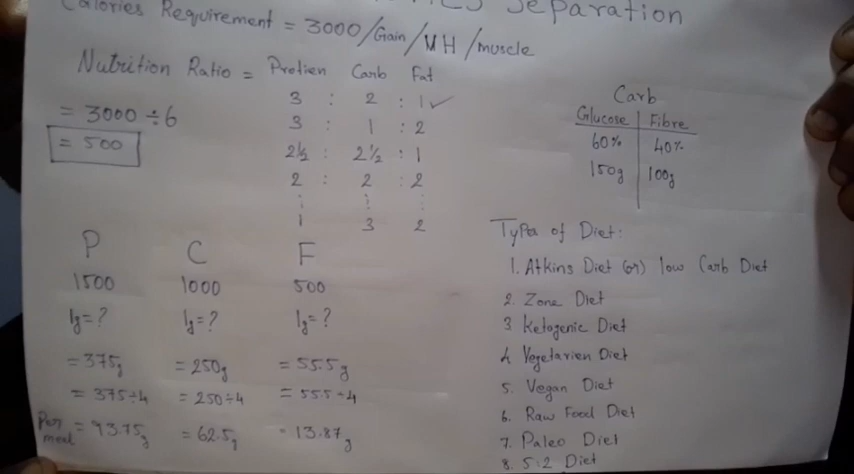 Separation
Calories Requirement = 3000/Gain/MH/muscle
Nutrition Ratio = Protien Carb Fat
3 : 2 : 1 ✓
= 3000 ÷ 6
3 : 1 : 2
= 500
2½ : 2½ : 1
2 : 2 : 2
⋮ ⋮ ⋮
1 3 2
Carb
Glucose Fibre
60% 40%
150g 100g
P C F
1500 1000 500
1g = ? 1g = ? 1g = ?
= 375g = 250g = 55.5g
= 375÷4 = 250÷4 = 55.5÷4
Per meal = 93.75g = 62.5g = 13.87g
Types of Diet:
1. Atkins Diet (or) low Carb Diet
2. Zone Diet
3 Ketogenic Diet
4 Vegetarien Diet
5. Vegan Diet
6. Raw Food Diet
7. Paleo Diet
8. 5:2 Diet